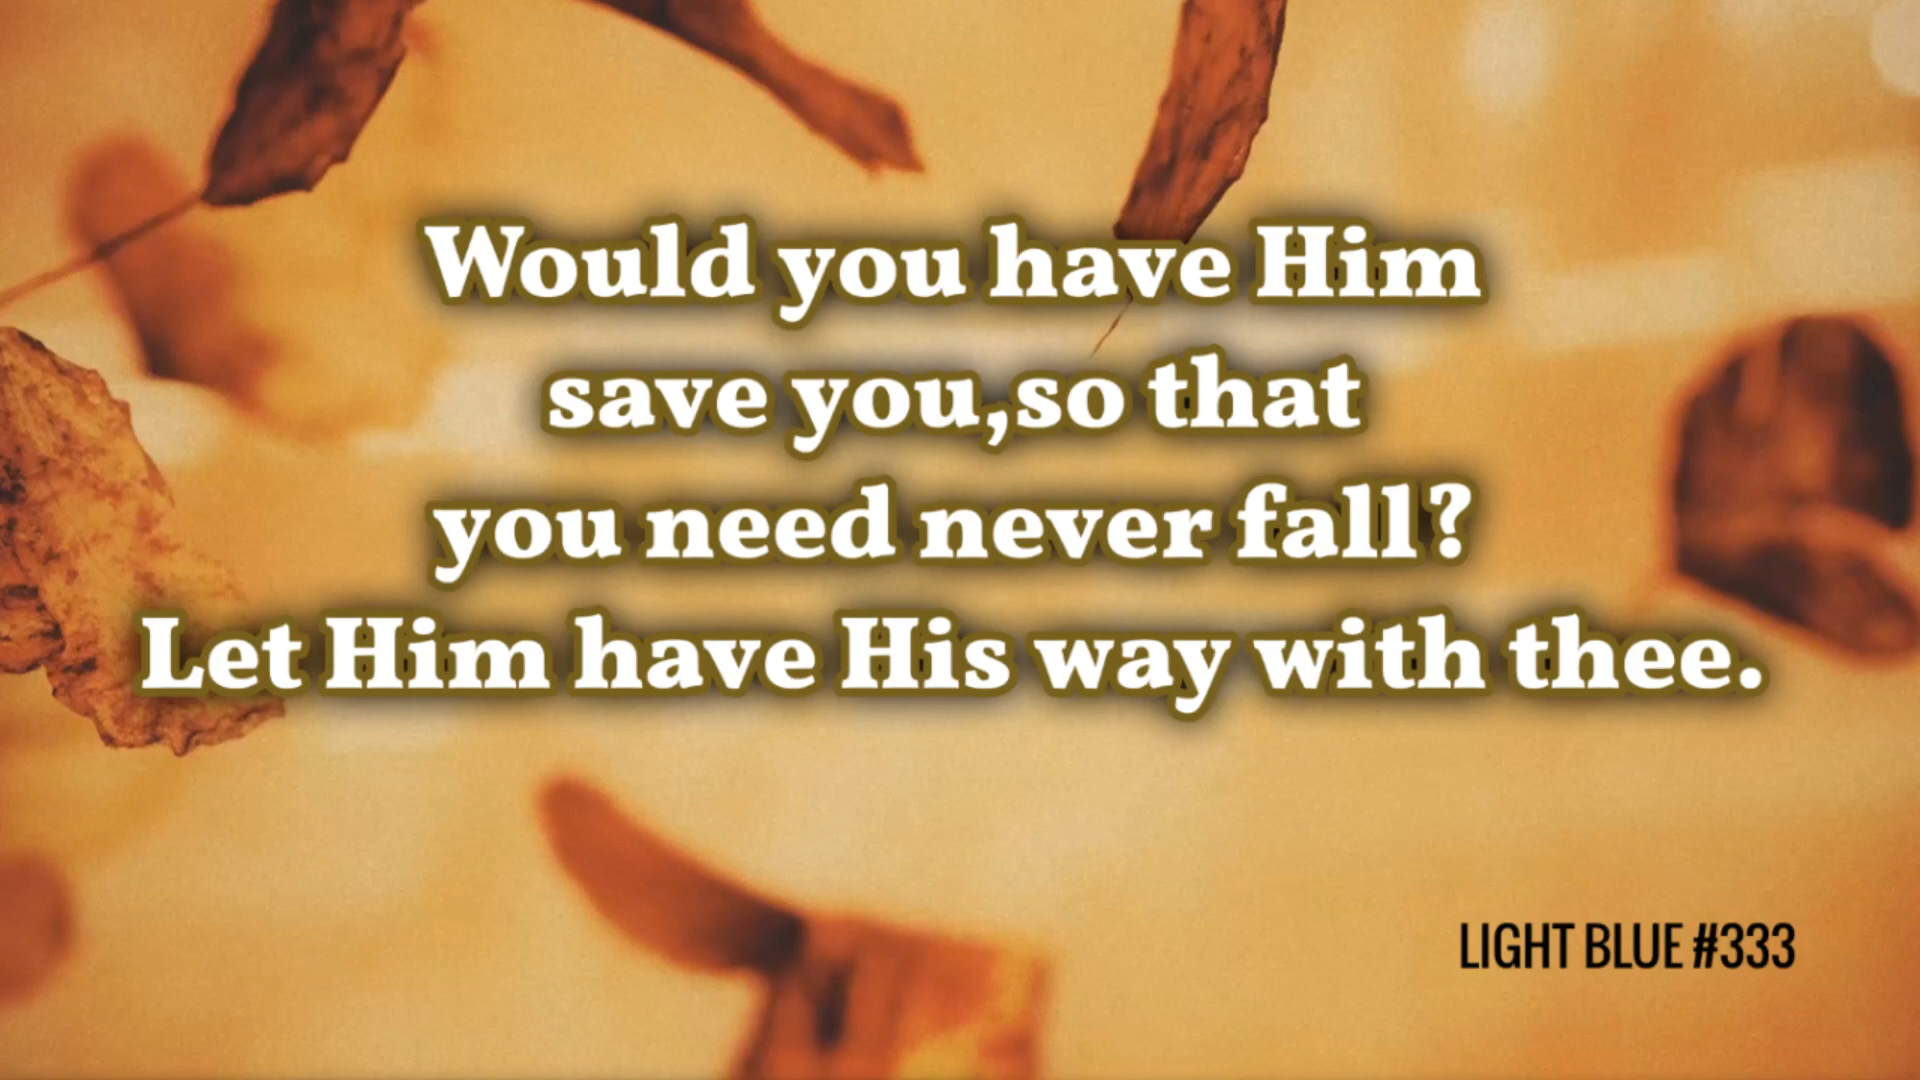 Would you have Him
save you,so that
you need never fall?
Let Him have His way with thee.
LIGHT BLUE #333